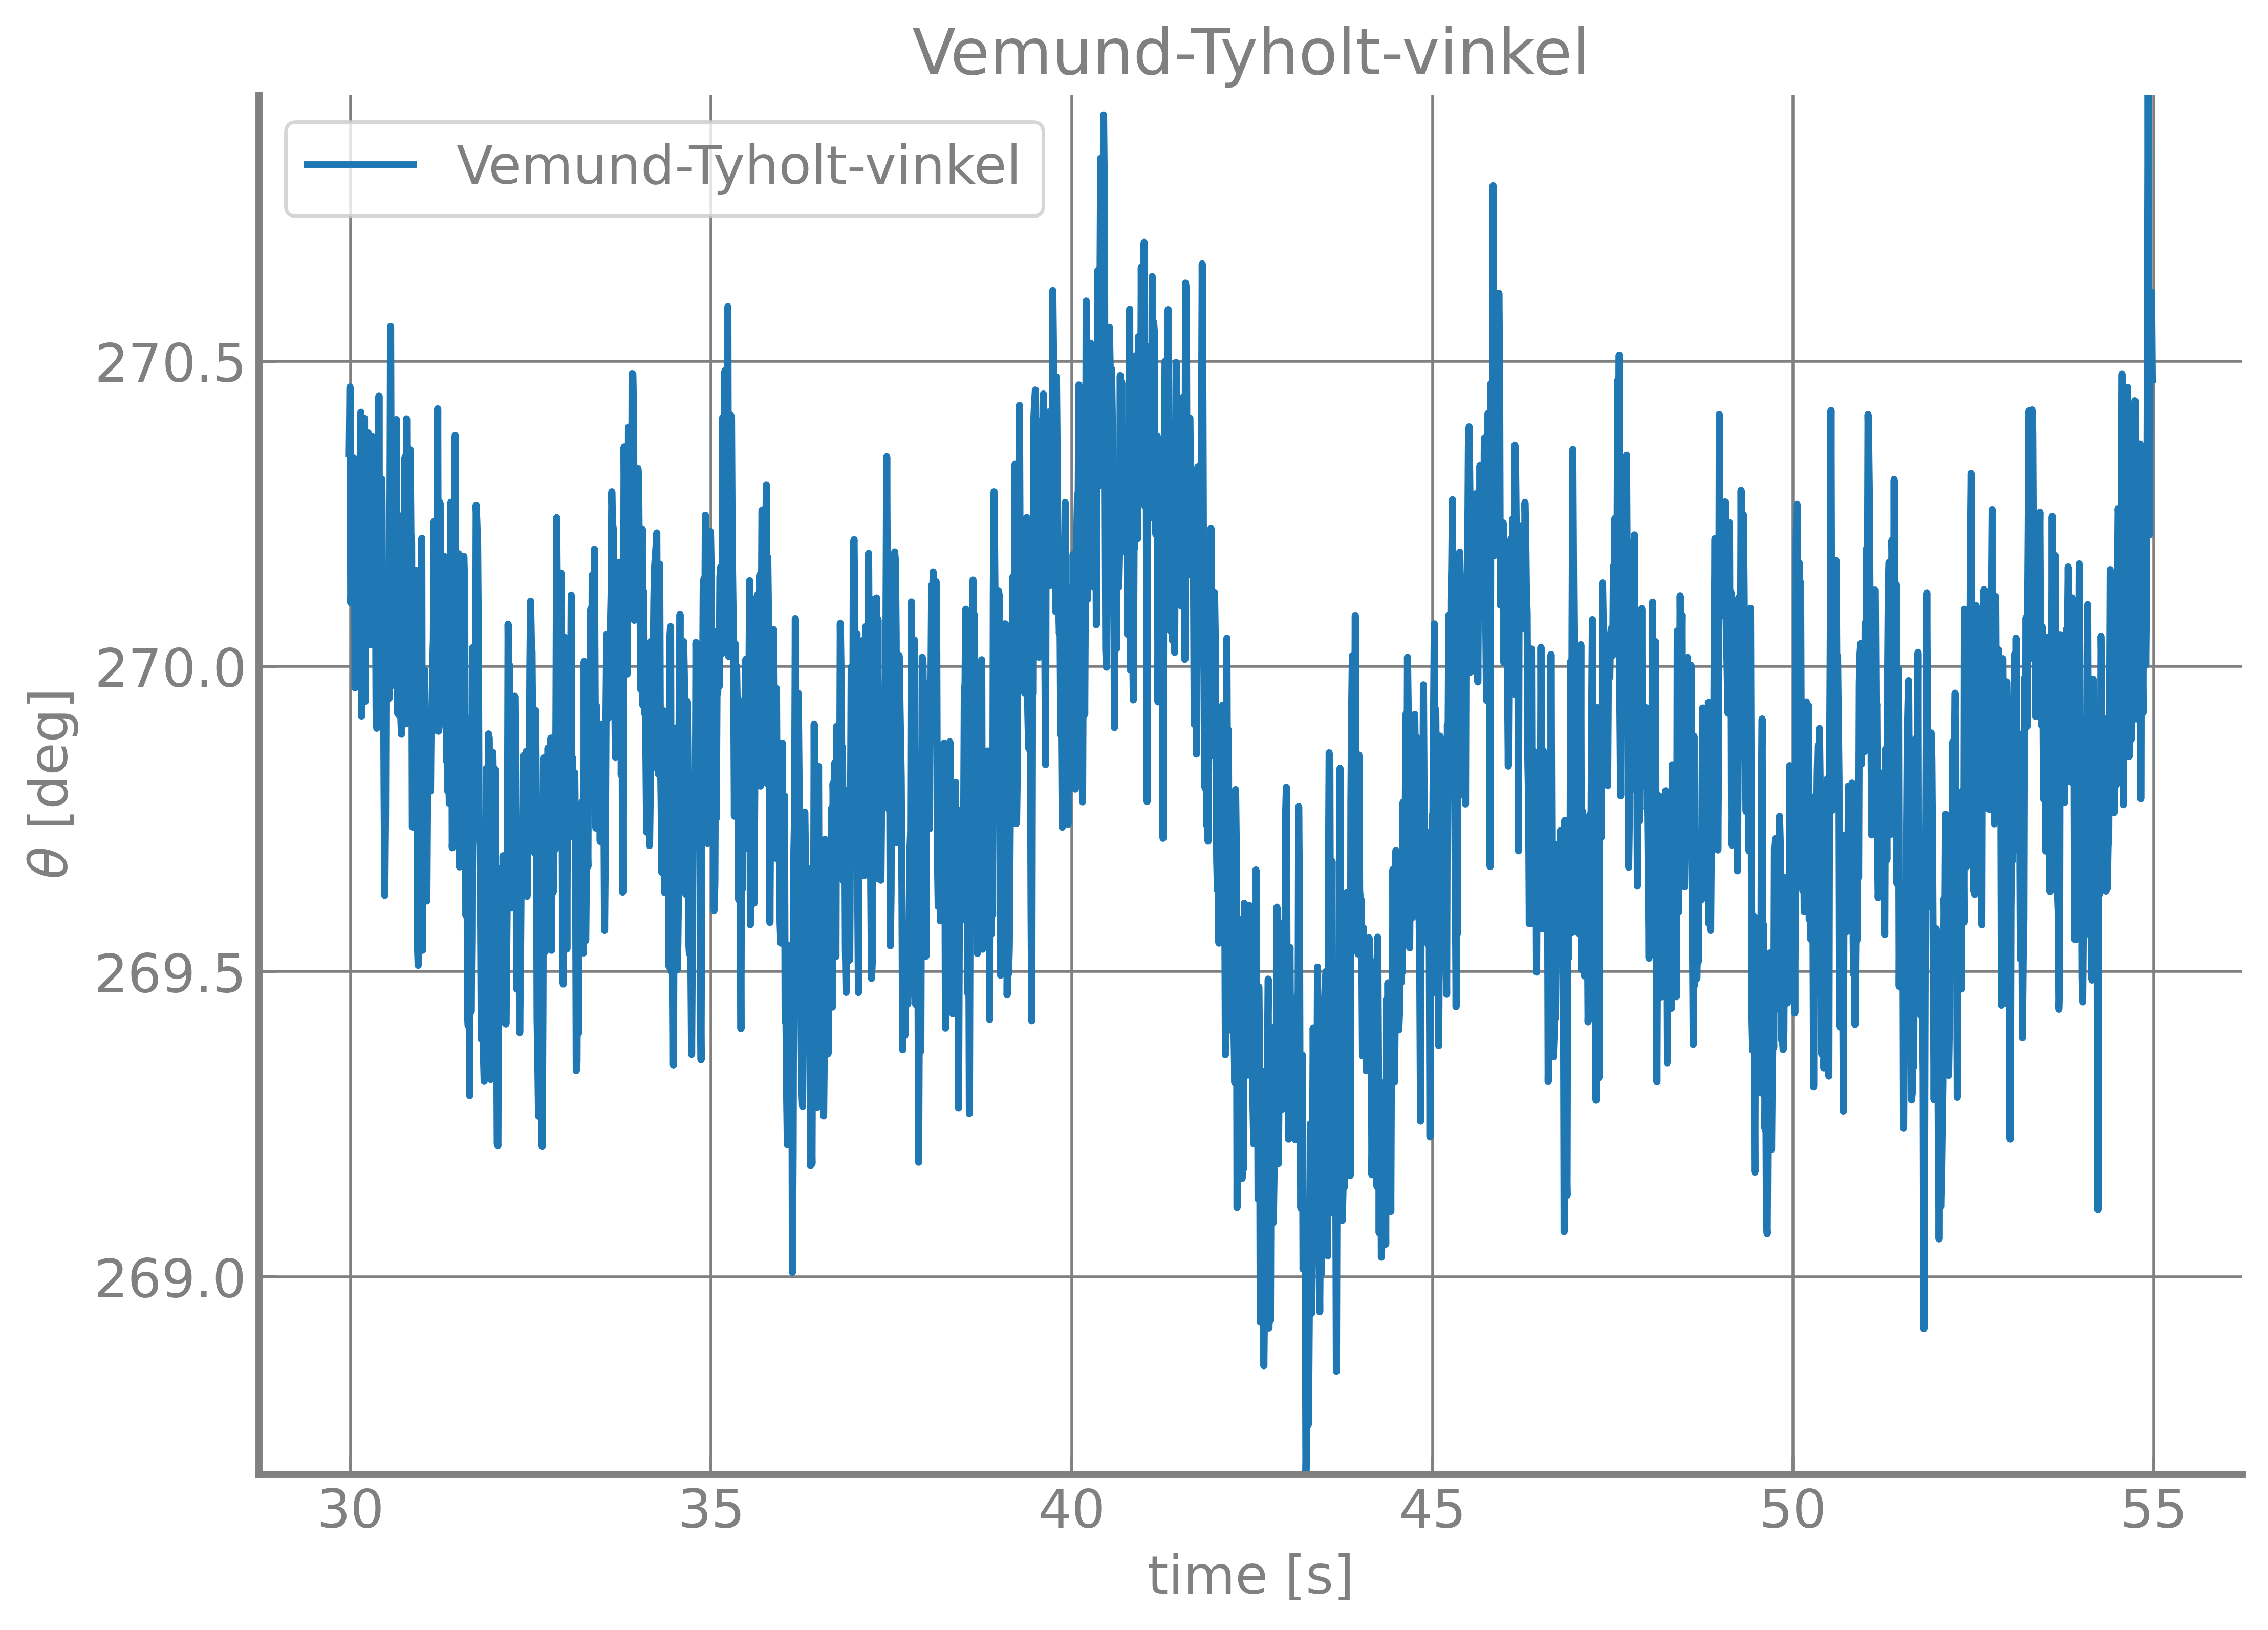 Vemund-Tyholt-vinkel
Vemund-Tyholt-vinkel
270.5
270.0
269.5
269.0
θ [deg]
30 35 40 45 50 55
time [s]